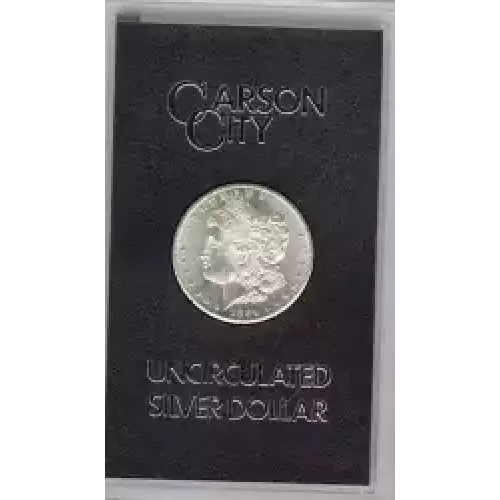 CARSON
CITY
UNCIRCULATED
SILVER DOLLAR